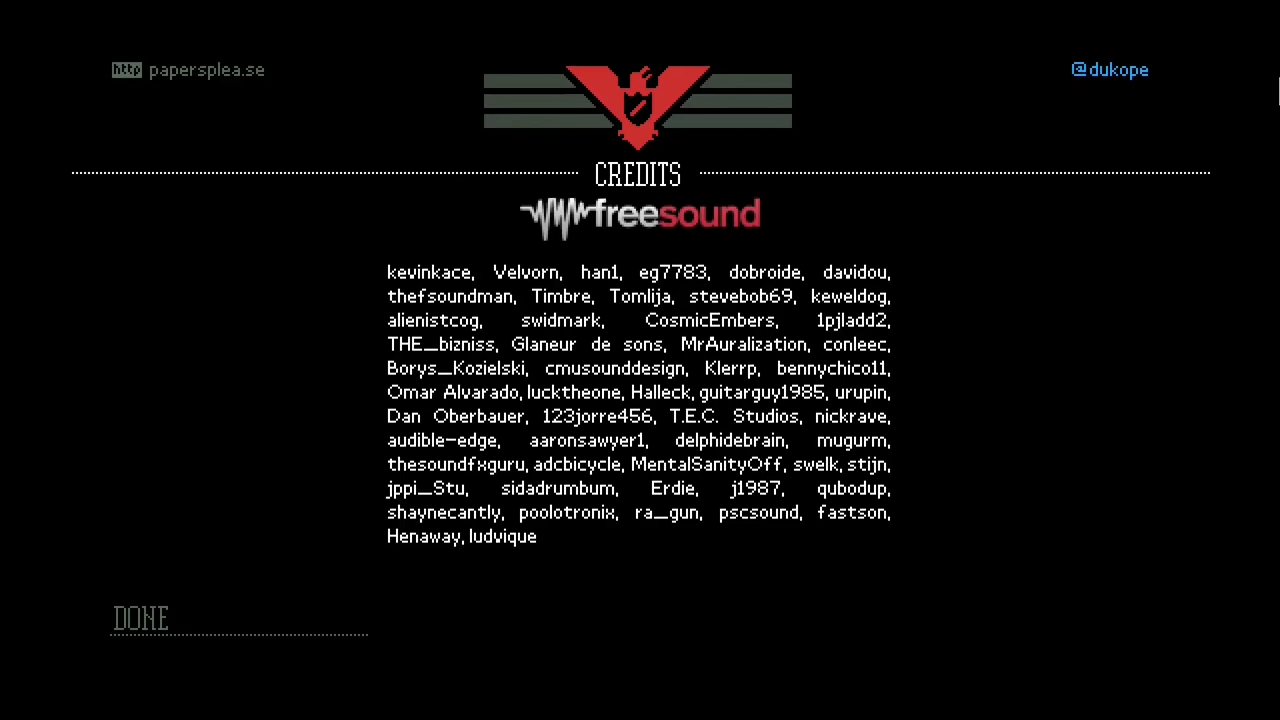 http papersplea.se
@dukope
CREDITS
freesound
kevinkace, Velvorn, han1, eg7783, dobroide, davidou,
thefsoundman, Timbre, Tomlija, stevebob69, keweldog,
alienistcog, swidmark, CosmicEmbers, 1pjladd2,
THE_bizniss, Glaneur de sons, MrAuralization, conleec,
Borys_Kozielski, cmusounddesign, Klerrp, bennychico11,
Omar Alvarado, lucktheone, Halleck, guitarguy1985, urupin,
Dan Oberbauer, 123jorre456, T.E.C. Studios, nickrave,
audible-edge, aaronsawyer1, delphidebrain, mugurm,
thesoundfxguru, adcbicycle, MentalSanityOff, swelk, stijn,
jppi_Stu, sidadrumbum, Erdie, j1987, qubodup,
shaynecantly, poolotronix, ra_gun, pscsound, fastson,
Henaway, ludvique
DONE